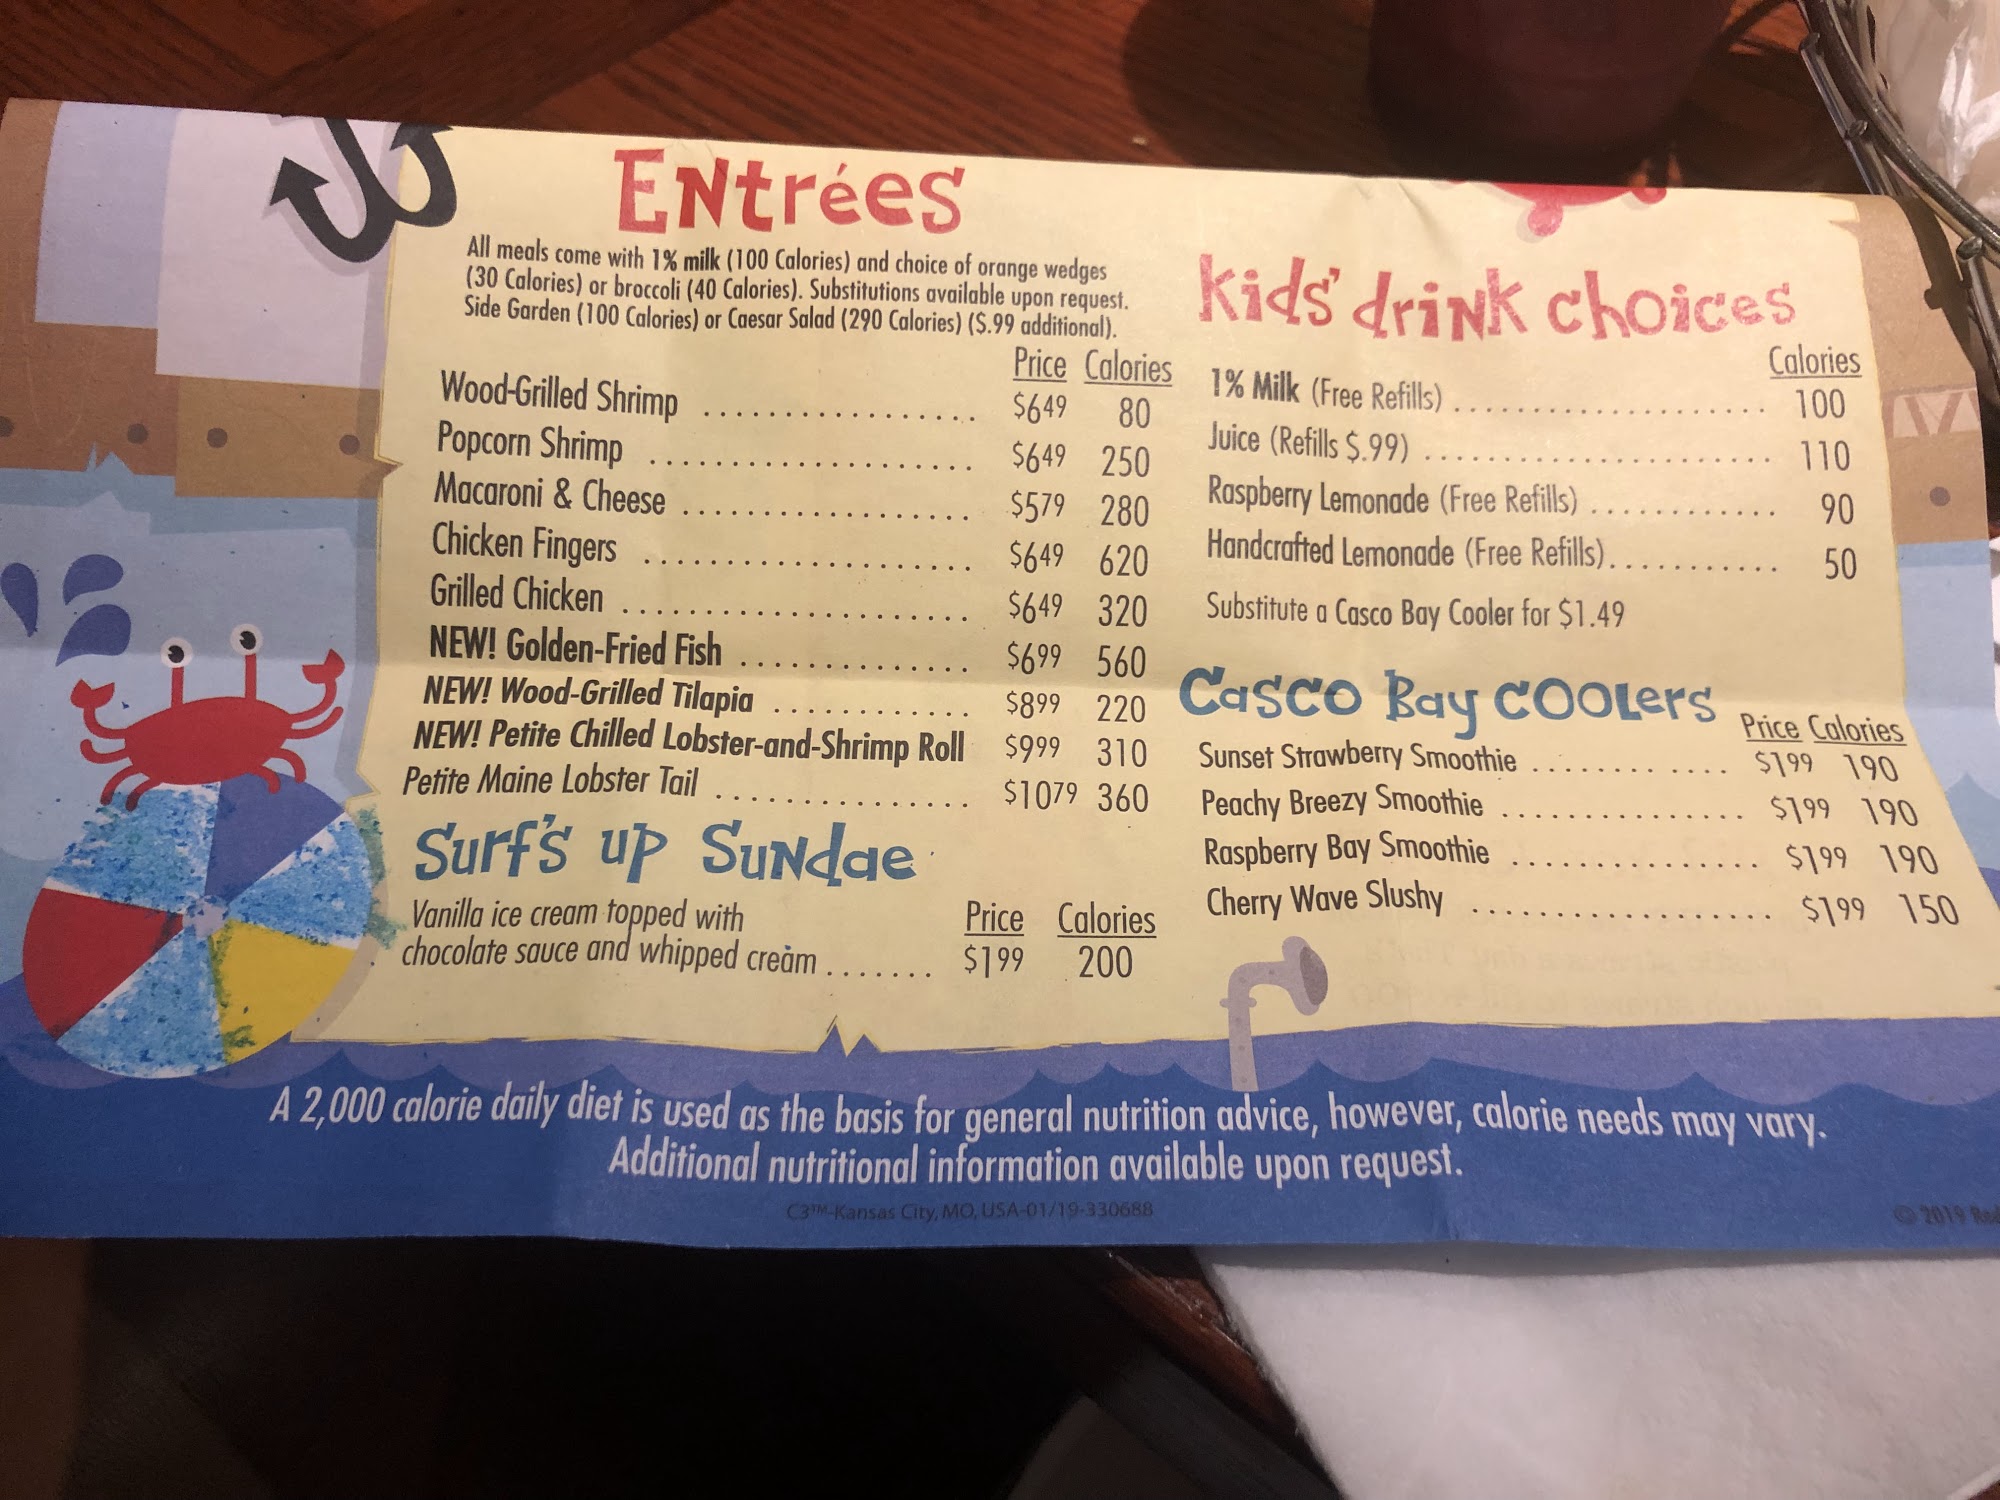 Entrées
All meals come with 1% milk (100 Calories) and choice of orange wedges
(30 Calories) or broccoli (40 Calories). Substitutions available upon request.
Side Garden (100 Calories) or Caesar Salad (290 Calories) ($.99 additional).
Price Calories
Wood-Grilled Shrimp .................. $649 80
Popcorn Shrimp ..................... $649 250
Macaroni & Cheese ................... $579 280
Chicken Fingers ...................... $649 620
Grilled Chicken ....................... $649 320
NEW! Golden-Fried Fish ............... $699 560
NEW! Wood-Grilled Tilapia ............. $899 220
NEW! Petite Chilled Lobster-and-Shrimp Roll $999 310
Petite Maine Lobster Tail ................. $1079 360
Surf's up Sundae
Price Calories
Vanilla ice cream topped with
chocolate sauce and whipped cream ....... $199 200
Kids' drink choices
Calories
1% Milk (Free Refills) ..................... 100
Juice (Refills $.99) ....................... 110
Raspberry Lemonade (Free Refills) ............ 90
Handcrafted Lemonade (Free Refills)........... 50
Substitute a Casco Bay Cooler for $1.49
Casco Bay Coolers
Price Calories
Sunset Strawberry Smoothie ............ $199 190
Peachy Breezy Smoothie ............... $199 190
Raspberry Bay Smoothie ............... $199 190
Cherry Wave Slushy .................. $199 150
A 2,000 calorie daily diet is used as the basis for general nutrition advice, however, calorie needs may vary.
Additional nutritional information available upon request.
C3™-Kansas City, MO, USA-01/19-330688
© 2019 Red